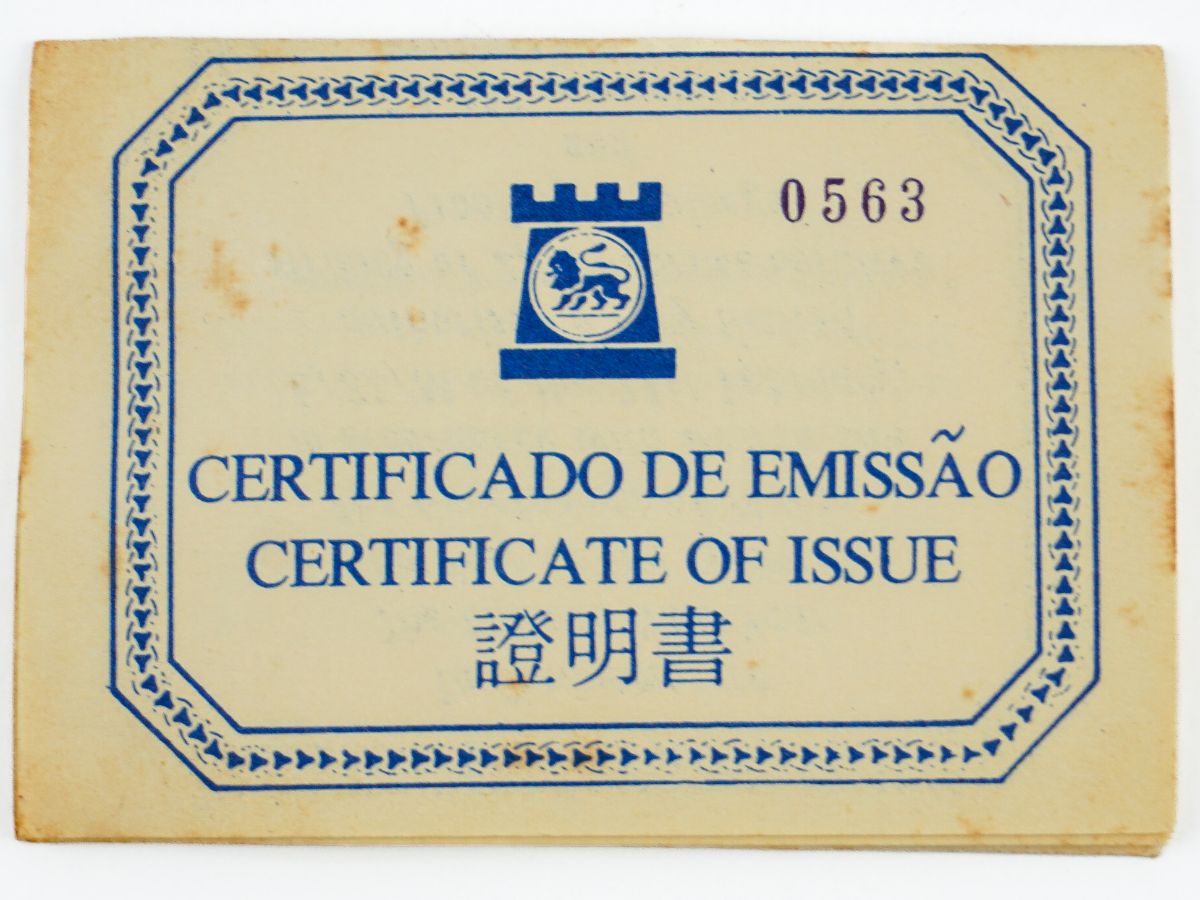 0563
CERTIFICADO DE EMISSÃO
CERTIFICATE OF ISSUE
證明書